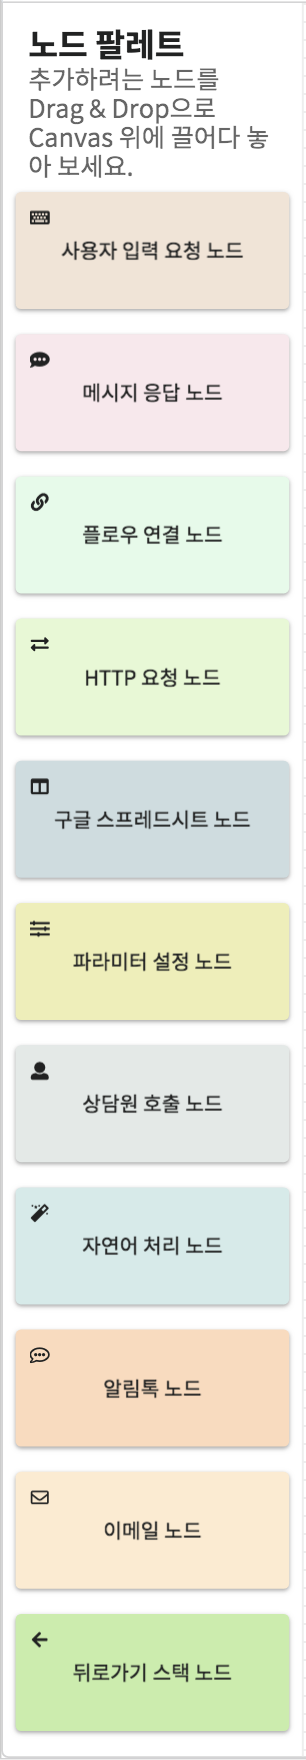 노드 팔레트
추가하려는 노드를
Drag & Drop으로
Canvas 위에 끌어다 놓
아 보세요.
사용자 입력 요청 노드
메시지 응답 노드
플로우 연결 노드
HTTP 요청 노드
구글 스프레드시트 노드
파라미터 설정 노드
상담원 호출 노드
자연어 처리 노드
알림톡 노드
이메일 노드
뒤로가기 스택 노드